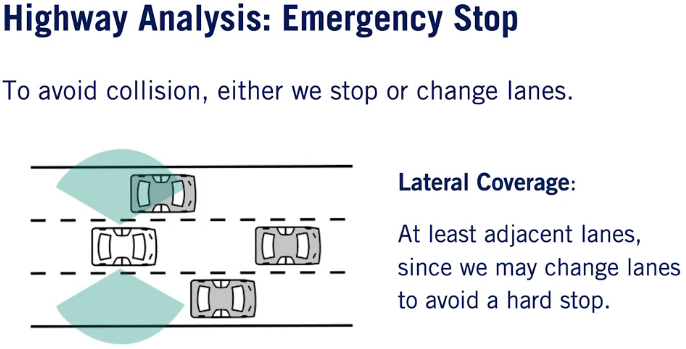 Highway Analysis: Emergency Stop
To avoid collision, either we stop or change lanes.
Lateral Coverage:
At least adjacent lanes,
since we may change lanes
to avoid a hard stop.